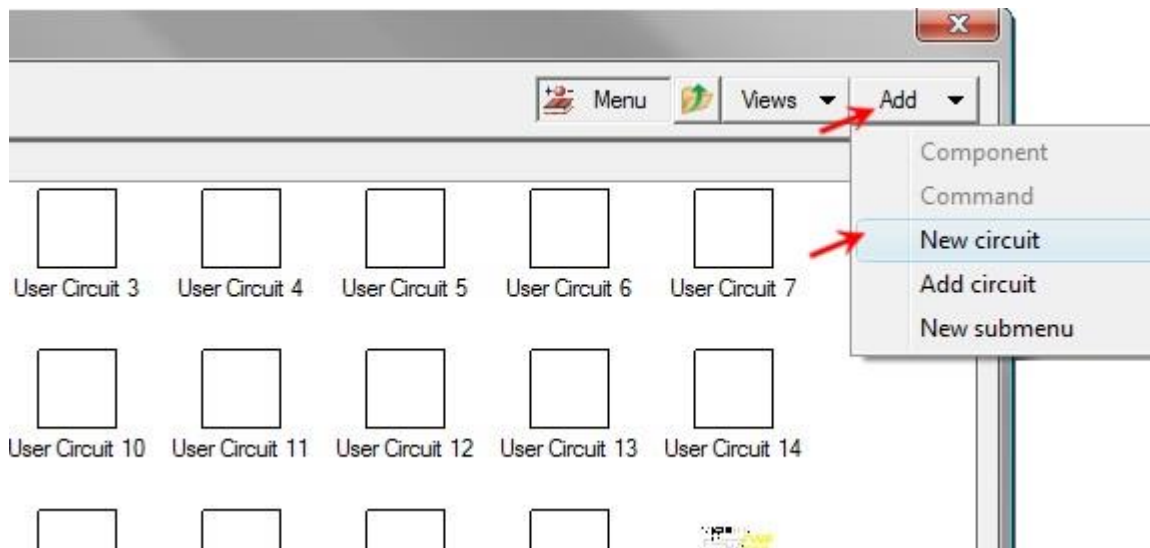 Menu Views Add
Component
Command
New circuit
Add circuit
New submenu
User Circuit 3 User Circuit 4 User Circuit 5 User Circuit 6 User Circuit 7
User Circuit 10 User Circuit 11 User Circuit 12 User Circuit 13 User Circuit 14